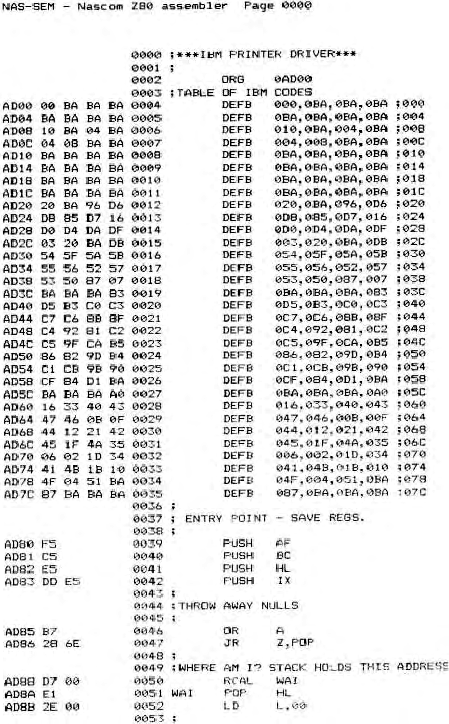 NAS-SEM - Nascom Z80 assembler Page 0000
0000 ;***IBM PRINTER DRIVER***
0001 ;
0002 ORG 0AD00
0003 ;TABLE OF IBM CODES
AD00 00 BA BA BA 0004 DEFB 000,0BA,0BA,0BA ;000
AD04 BA BA BA BA 0005 DEFB 0BA,0BA,0BA,0BA ;004
AD08 10 BA 04 BA 0006 DEFB 010,0BA,004,0BA ;008
AD0C 04 08 BA BA 0007 DEFB 004,008,0BA,0BA ;00C
AD10 BA BA BA BA 0008 DEFB 0BA,0BA,0BA,0BA ;010
AD14 BA BA BA BA 0009 DEFB 0BA,0BA,0BA,0BA ;014
AD18 BA BA BA BA 0010 DEFB 0BA,0BA,0BA,0BA ;018
AD1C BA BA BA BA 0011 DEFB 0BA,0BA,0BA,0BA ;01C
AD20 20 BA 96 D6 0012 DEFB 020,0BA,096,0D6 ;020
AD24 DB 85 D7 16 0013 DEFB 0DB,085,0D7,016 ;024
AD28 D0 D4 DA DF 0014 DEFB 0D0,0D4,0DA,0DF ;028
AD2C 03 20 BA DB 0015 DEFB 003,020,0BA,0DB ;02C
AD30 54 5F 5A 5B 0016 DEFB 054,05F,05A,05B ;030
AD34 55 56 52 57 0017 DEFB 055,056,052,057 ;034
AD38 53 50 87 07 0018 DEFB 053,050,087,007 ;038
AD3C BA BA BA 83 0019 DEFB 0BA,0BA,0BA,083 ;03C
AD40 D5 B3 C0 C3 0020 DEFB 0D5,0B3,0C0,0C3 ;040
AD44 C7 C6 8B 8F 0021 DEFB 0C7,0C6,08B,08F ;044
AD48 C4 92 81 C2 0022 DEFB 0C4,092,081,0C2 ;048
AD4C C5 9F CA B5 0023 DEFB 0C5,09F,0CA,0B5 ;04C
AD50 86 82 9D B4 0024 DEFB 086,082,09D,0B4 ;050
AD54 C1 CB 9B 90 0025 DEFB 0C1,0CB,09B,090 ;054
AD58 CF 84 D1 BA 0026 DEFB 0CF,084,0D1,0BA ;058
AD5C BA BA BA A0 0027 DEFB 0BA,0BA,0BA,0A0 ;05C
AD60 16 33 40 43 0028 DEFB 016,033,040,043 ;060
AD64 47 46 0B 0F 0029 DEFB 047,046,00B,00F ;064
AD68 44 12 21 42 0030 DEFB 044,012,021,042 ;068
AD6C 45 1F 4A 35 0031 DEFB 045,01F,04A,035 ;06C
AD70 06 02 1D 34 0032 DEFB 006,002,01D,034 ;070
AD74 41 4B 1B 10 0033 DEFB 041,04B,01B,010 ;074
AD78 4F 04 51 BA 0034 DEFB 04F,004,051,0BA ;078
AD7C 87 BA BA BA 0035 DEFB 087,0BA,0BA,0BA ;07C
0036 ;
0037 ; ENTRY POINT - SAVE REGS.
0038 ;
AD80 F5 0039 PUSH AF
AD81 C5 0040 PUSH BC
AD82 E5 0041 PUSH HL
AD83 DD E5 0042 PUSH IX
0043 ;
0044 ;THROW AWAY NULLS
0045 ;
AD85 B7 0046 OR A
AD86 28 6E 0047 JR Z,POP
0048 ;
0049 ;WHERE AM I? STACK HOLDS THIS ADDRESS
AD88 D7 00 0050 RCAL WAI
AD8A E1 0051 WAI POP HL
AD8B 2E 00 0052 LD L,00
0053 ;